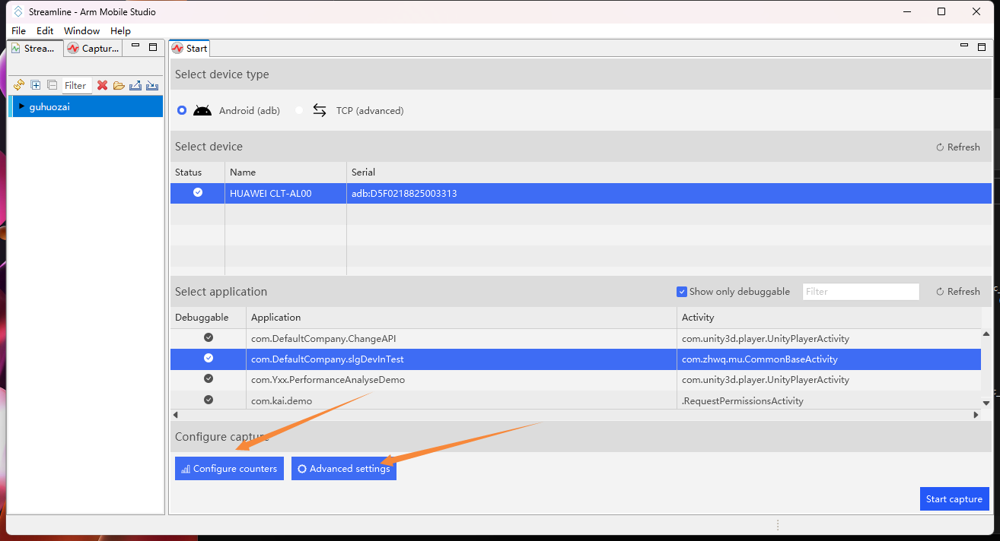 Streamline - Arm Mobile Studio
File Edit Window Help
Strea... Captur... Start
Select device type
Filter
guhuozai
Android (adb) TCP (advanced)
Select device Refresh
Status Name Serial
HUAWEI CLT-AL00 adb:D5F0218825003313
Select application Show only debuggable Filter Refresh
Debuggable Application Activity
com.DefaultCompany.ChangeAPI com.unity3d.player.UnityPlayerActivity
com.DefaultCompany.slgDevInTest com.zhwq.mu.CommonBaseActivity
com.Yxx.PerformanceAnalyseDemo com.unity3d.player.UnityPlayerActivity
com.kai.demo .RequestPermissionsActivity
Configure capture
Configure counters Advanced settings
Start capture